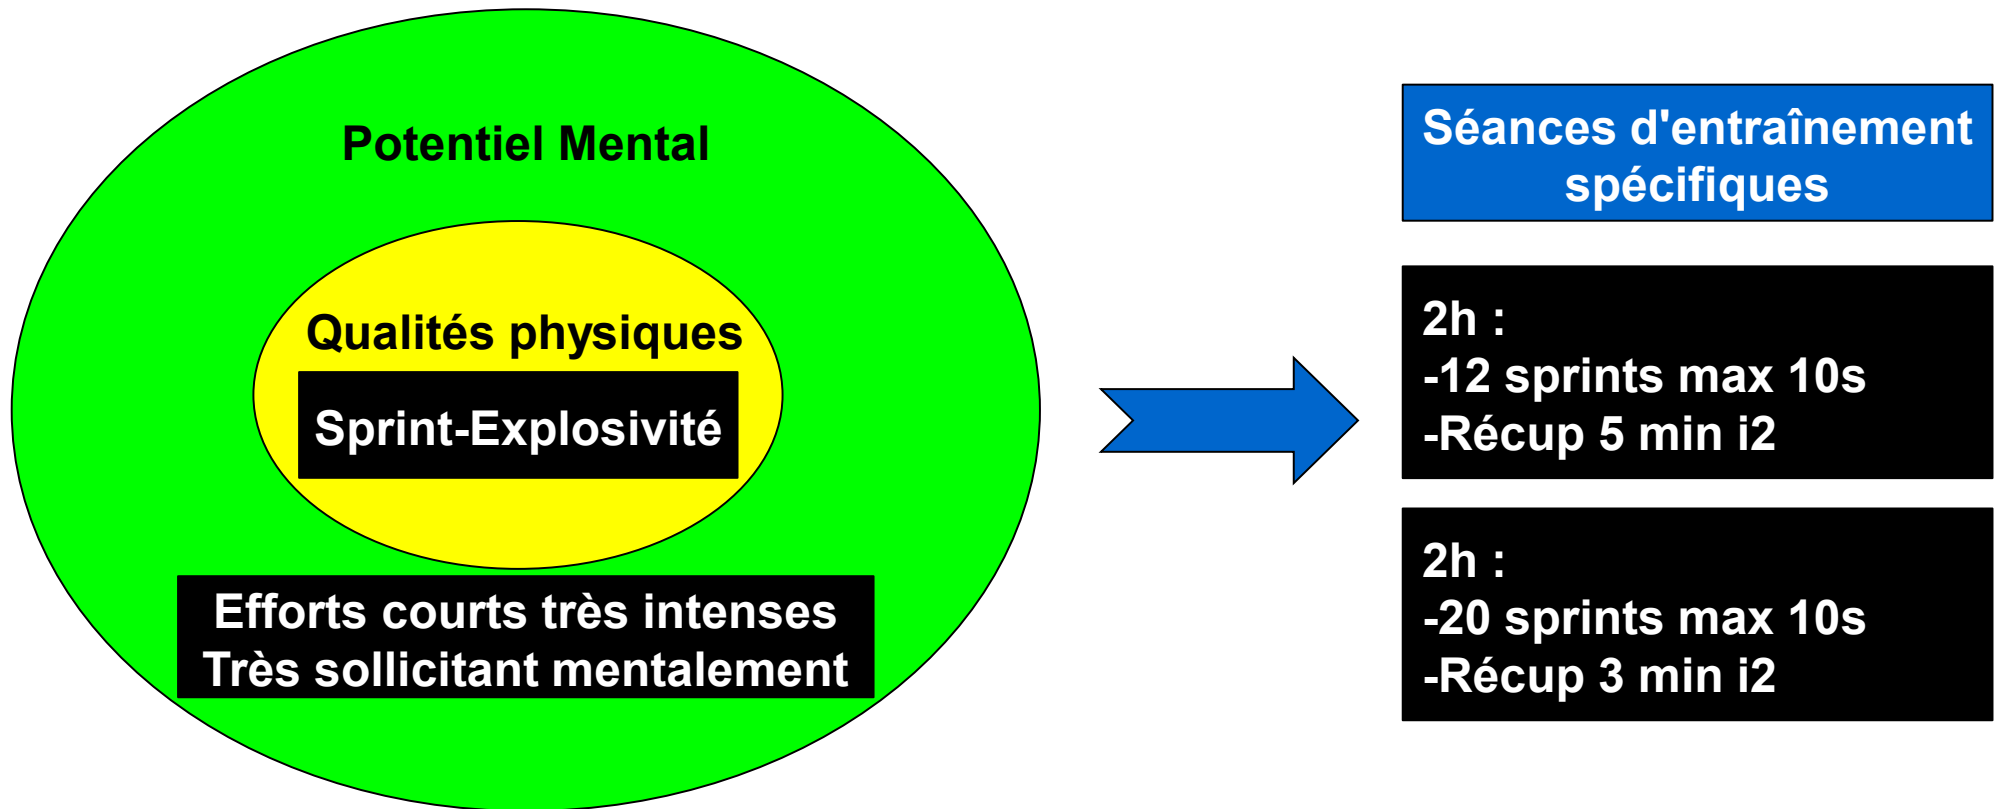 Potentiel Mental
Qualités physiques
Sprint-Explosivité
Efforts courts très intenses
Très sollicitant mentalement
Séances d'entraînement
spécifiques
2h :
-12 sprints max 10s
-Récup 5 min i2
2h :
-20 sprints max 10s
-Récup 3 min i2